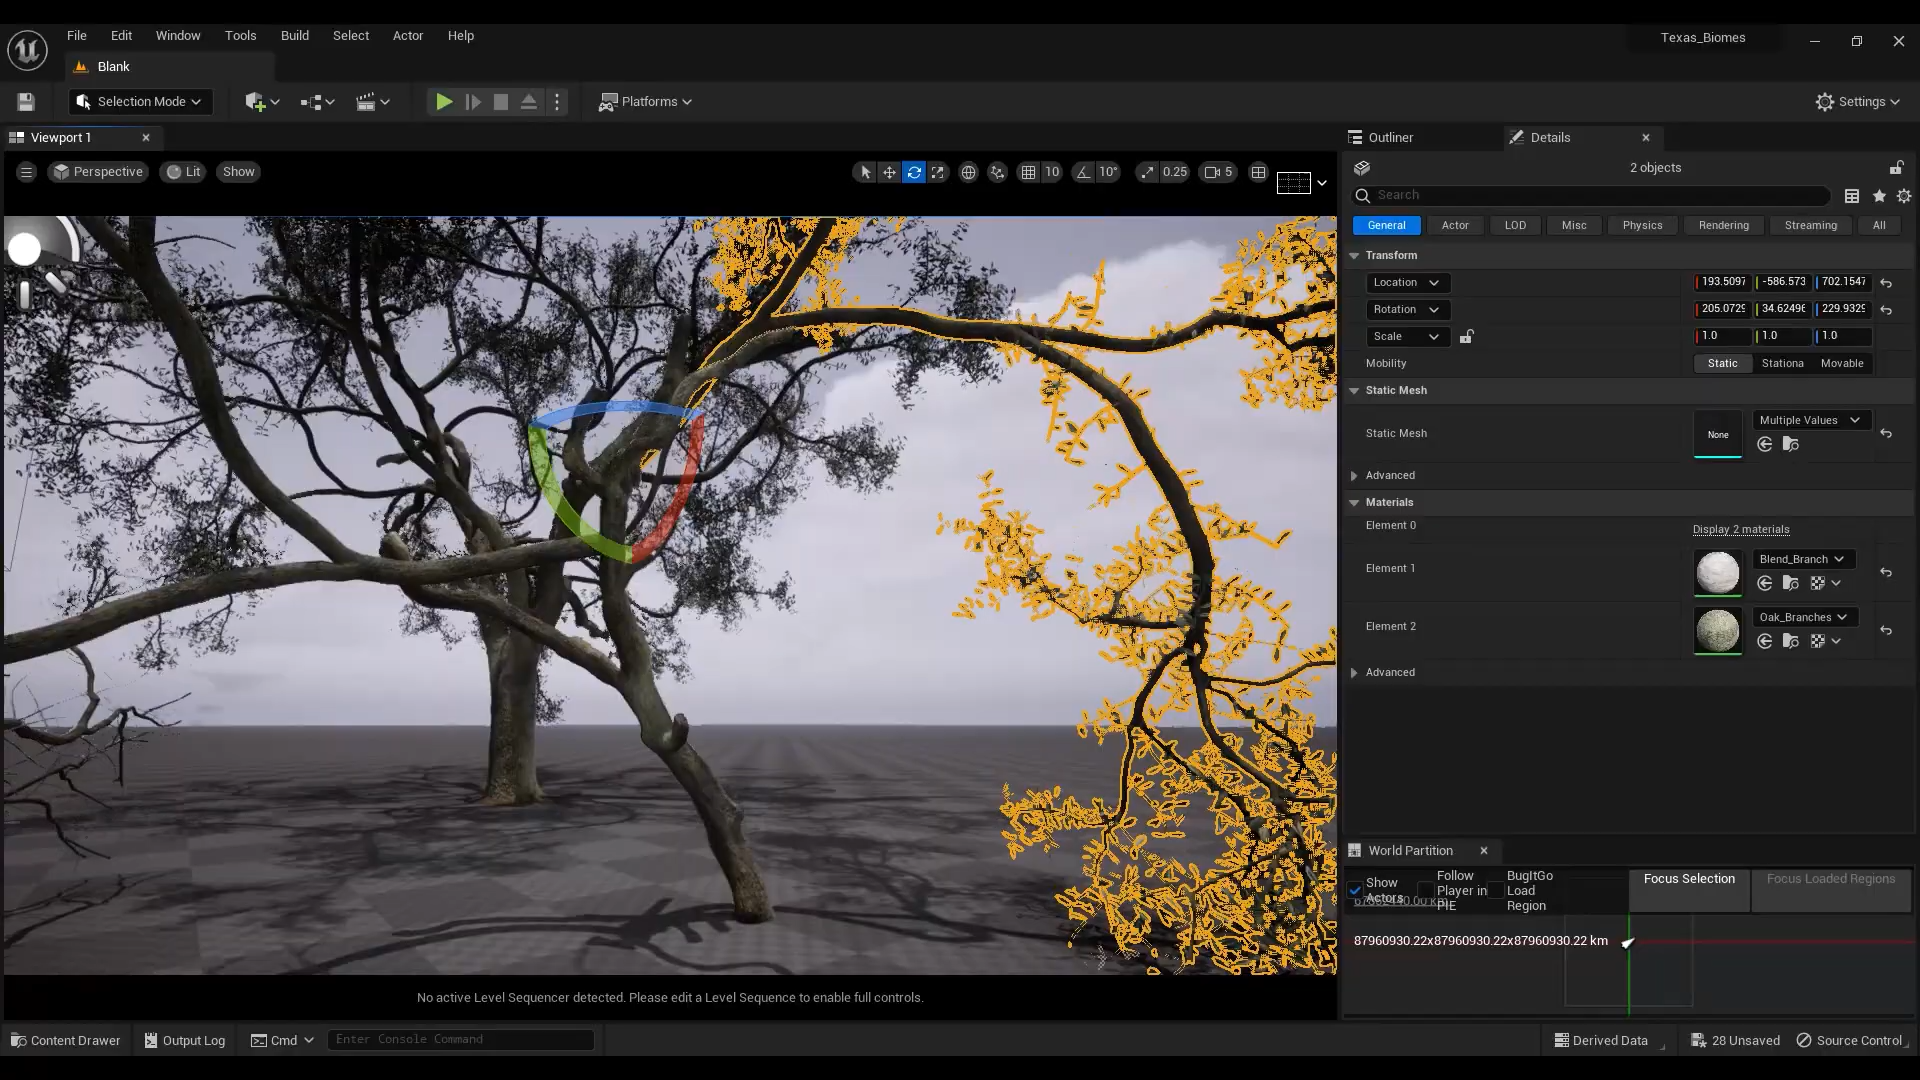 File Edit Window Tools Build Select Actor Help
Texas_Biomes
Blank
Selection Mode
Platforms
Settings
Viewport 1
Outliner
Details
Perspective
Lit
Show
10
10°
0.25
5
2 objects
Search
General Actor LOD Misc Physics Rendering Streaming All
Transform
Location 193.5097 -586.573 702.1547
Rotation 205.0729 34.62496 229.9329
Scale 1.0 1.0 1.0
Mobility Static Stationa Movable
Static Mesh
Static Mesh None Multiple Values
Advanced
Materials
Element 0 Display 2 materials
Element 1 Blend_Branch
Element 2 Oak_Branches
Advanced
World Partition
Show Actors
Follow Player in PIE
BugItGo Load Region
Focus Selection
Focus Loaded Regions
87960930.22x87960930.22x87960930.22 km
No active Level Sequencer detected. Please edit a Level Sequence to enable full controls.
Content Drawer
Output Log
Cmd
Enter Console Command
Derived Data
28 Unsaved
Source Control